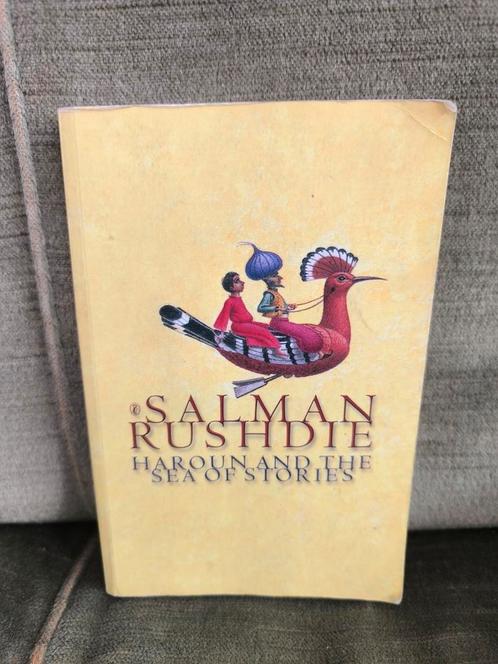 SALMAN
RUSHDIE
HAROUN AND THE
SEA OF STORIES